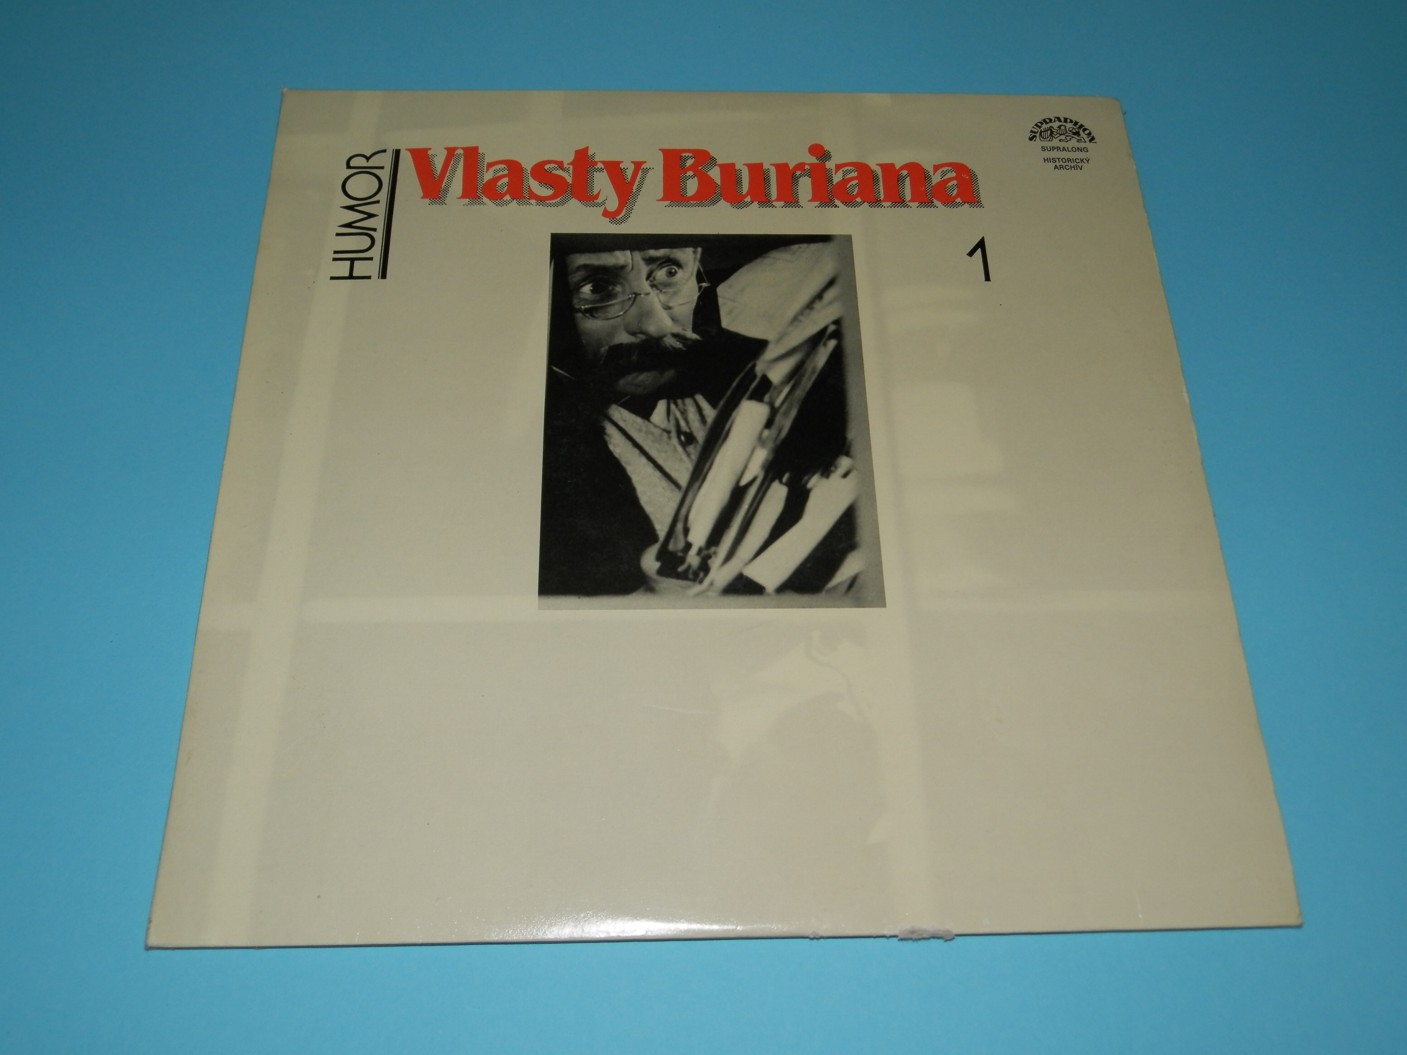 HUMOR
Vlasty Buriana
1
SUPRAPHON
SUPRALONG
HISTORICKÝ
ARCHÍV